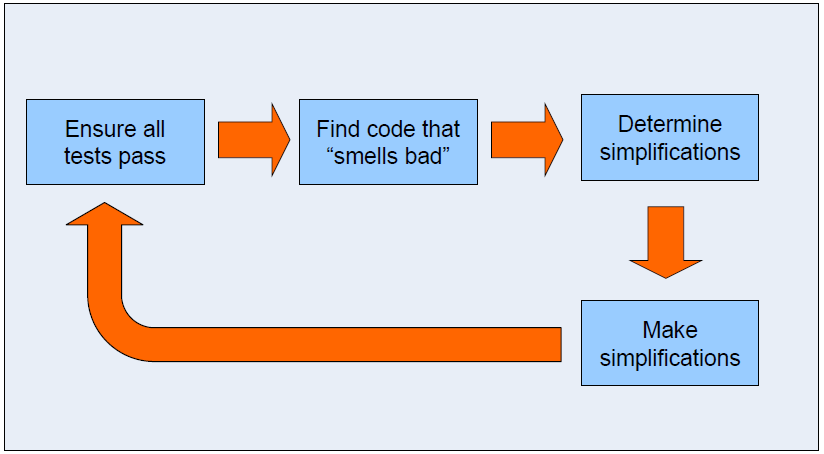 Ensure all
tests pass
Find code that
“smells bad”
Determine
simplifications
Make
simplifications